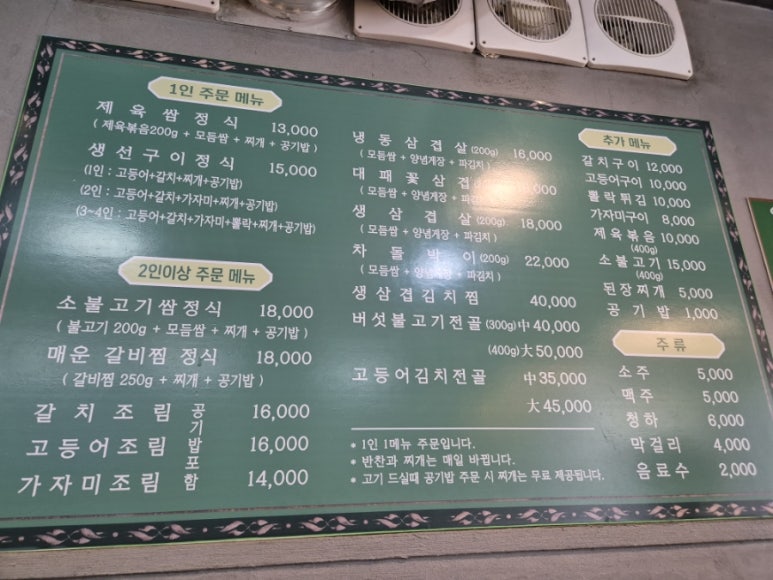 1인 주문 메뉴
제육쌈정식 13,000
( 제육볶음200g + 모듬쌈 + 찌개 + 공기밥 )
생선구이정식 15,000
(1인 : 고등어+갈치+찌개+공기밥)
(2인 : 고등어+갈치+가자미+찌개+공기밥)
(3~4인 : 고등어+갈치+가자미+뽈락+찌개+공기밥)
2인이상 주문 메뉴
소불고기쌈정식 18,000
( 불고기 200g + 모듬쌈 + 찌개 + 공기밥 )
매운 갈비찜 정식 18,000
( 갈비찜 250g + 찌개 + 공기밥 )
갈치조림 16,000
고등어조림 16,000
가자미조림 14,000
공기밥포함
냉동삼겹살 (200g) 16,000
( 모듬쌈 + 양념게장 + 파김치 )
대패꽃삼겹 ,000
( 모듬쌈 + 양념게장 + 파김치 )
생삼겹살 (200g) 18,000
( 모듬쌈 + 양념게장 + 파김치 )
차돌박이 (200g) 22,000
( 모듬쌈 + 양념게장 + 파김치 )
생삼겹김치찜 40,000
버섯불고기전골 (300g) 中 40,000
(400g) 大 50,000
고등어김치전골 中 35,000
大 45,000
* 1인 1메뉴 주문입니다.
* 반찬과 찌개는 매일 바뀝니다.
* 고기 드실때 공기밥 주문 시 찌개는 무료 제공됩니다.
추가 메뉴
갈치구이 12,000
고등어구이 10,000
뽈락튀김 10,000
가자미구이 8,000
제육볶음 10,000
(400g)
소불고기 15,000
(400g)
된장찌개 5,000
공기밥 1,000
주류
소주 5,000
맥주 5,000
청하 6,000
막걸리 4,000
음료수 2,000